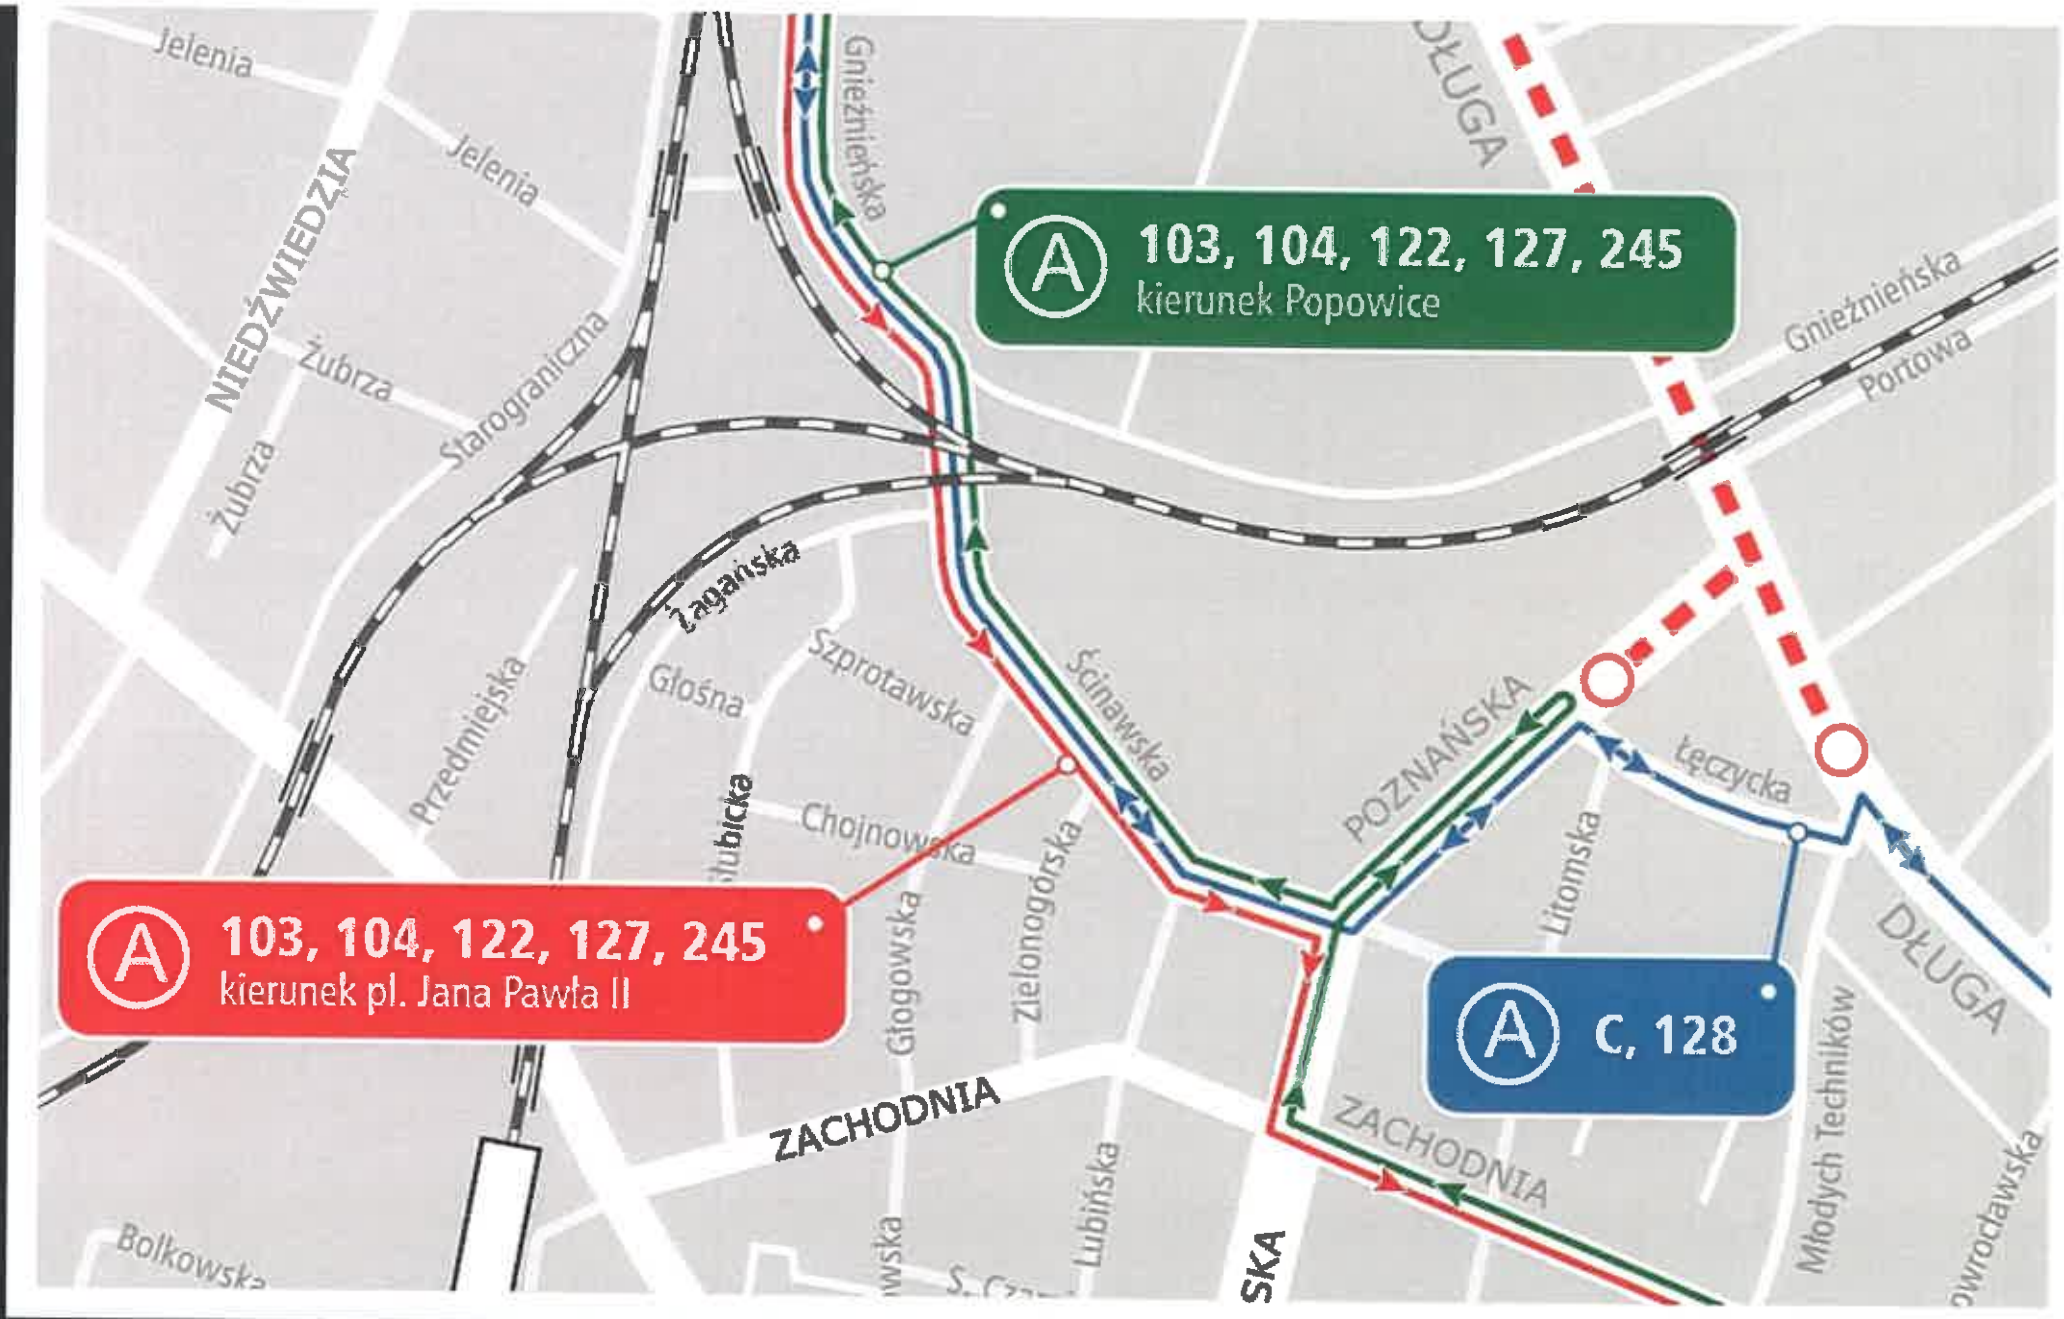 Jelenia
Jelenia
NIEDŹWIEDZIA
Żubrza
Żubrza
Starograniczna
Gnieźnieńska
DŁUGA
A
103, 104, 122, 127, 245
kierunek Popowice
Gnieźnieńska
Portowa
Żagańska
Przedmiejska
Głośna
Szprotawska
Ścinawska
POZNAŃSKA
Łęczycka
Chojnowska
Głogowska
Zielonogórska
Litomska
DŁUGA
A
103, 104, 122, 127, 245
kierunek pl. Jana Pawła II
A
C, 128
ZACHODNIA
ZACHODNIA
Lubińska
Młodych Techników
owrocławska
Bolkowska
owska
SKA